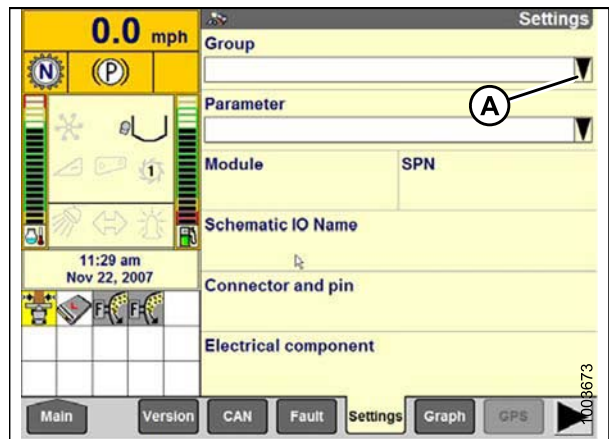 0.0 mph
Settings
Group
N
(P)
A
Parameter
1
Module
SPN
Schematic IO Name
11:29 am
Nov 22, 2007
Connector and pin
F
F
Electrical component
Main
Version
CAN
Fault
Settings
Graph
GPS
1003673